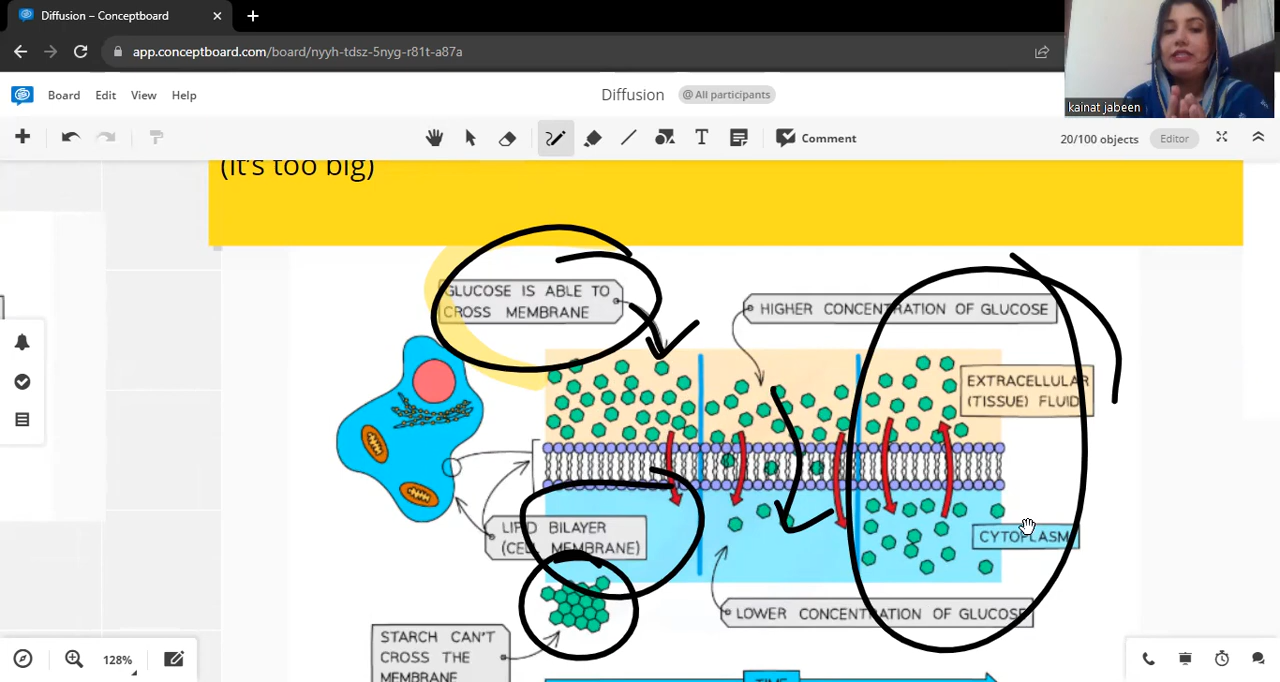 Diffusion – Conceptboard
app.conceptboard.com/board/nyyh-tdsz-5nyg-r81t-a87a
kainat jabeen
Board Edit View Help
Diffusion @ All participants
T
Comment
20/100 objects
Editor
(it's too big)
GLUCOSE IS ABLE TO
CROSS MEMBRANE
HIGHER CONCENTRATION OF GLUCOSE
EXTRACELLULAR
(TISSUE) FLUID
LIPID BILAYER
(CELL MEMBRANE)
CYTOPLASM
LOWER CONCENTRATION OF GLUCOSE
STARCH CAN'T
CROSS THE
MEMBRANE
TIME
128%